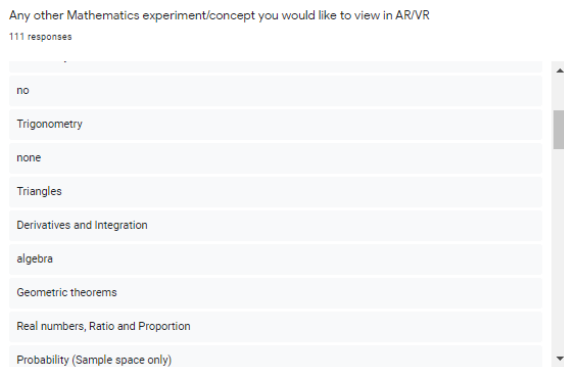 Any other Mathematics experiment/concept you would like to view in AR/VR
111 responses
no
Trigonometry
none
Triangles
Derivatives and Integration
algebra
Geometric theorems
Real numbers, Ratio and Proportion
Probability (Sample space only)